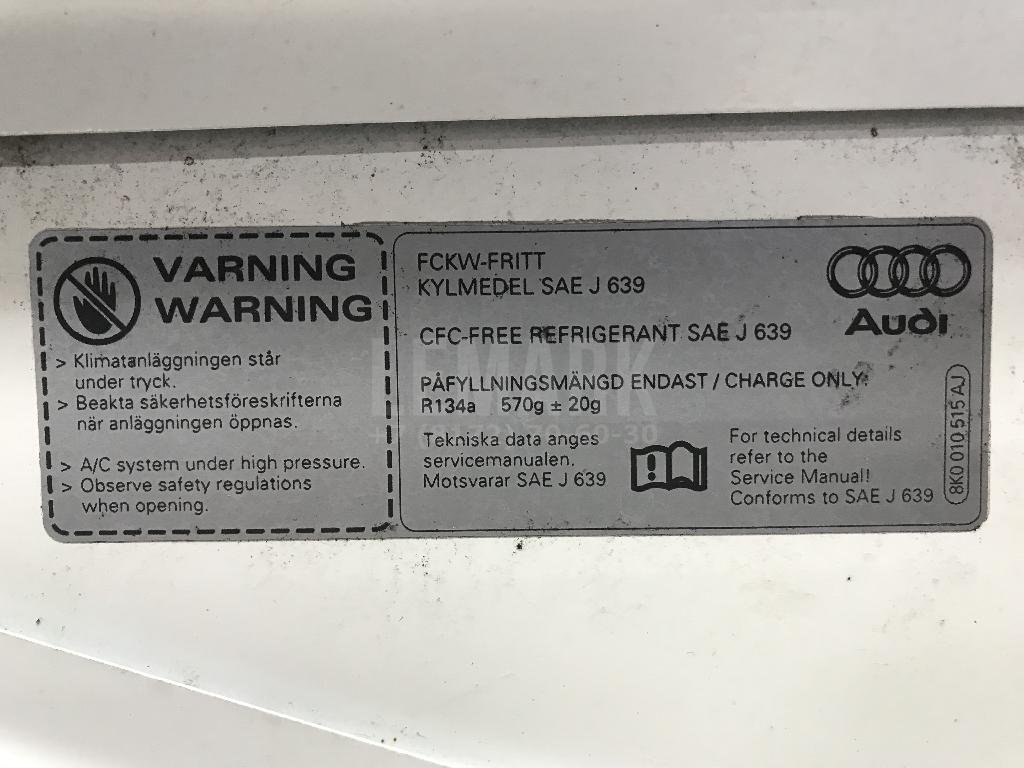 VARNING
WARNING
> Klimatanläggningen står
under tryck.
> Beakta säkerhetsföreskrifterna
när anläggningen öppnas.
> A/C system under high pressure.
> Observe safety regulations
when opening.
FCKW-FRITT
KYLMEDEL SAE J 639
CFC-FREE REFRIGERANT SAE J 639
PÅFYLLNINGSMÄNGD ENDAST / CHARGE ONLY:
R134a 570g ± 20g
Tekniska data anges
servicemanualen.
Motsvarar SAE J 639
For technical details
refer to the
Service Manual!
Conforms to SAE J 639
Audi
8K0 010 515 AJ
LEMARK